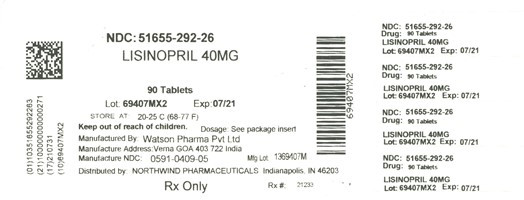 NDC: 51655-292-26
LISINOPRIL 40MG
90 Tablets
Lot: 69407MX2 Exp: 07/21
STORE AT 20-25 C (68-77 F)
Keep out of reach of children. Dosage: See package insert
Manufactured By: Watson Pharma Pvt Ltd
Manufacture Address:Verna GOA 403 722 India
Manufacture NDC: 0591-0409-05 Mfg Lot: 1369407M
Distributed by: NORTHWIND PHARMACEUTICALS Indianapolis, IN 46203
Rx Only Rx #: 21233
(01)10351655292263
(21)10000000000271
(17)210731
(10)69407MX2
69407MX2
NDC: 51655-292-26
Drug: 90 Tablets
LISINOPRIL 40MG
Lot: 69407MX2 Exp: 07/21
NDC: 51655-292-26
Drug: 90 Tablets
LISINOPRIL 40MG
Lot: 69407MX2 Exp: 07/21
NDC: 51655-292-26
Drug: 90 Tablets
LISINOPRIL 40MG
Lot: 69407MX2 Exp: 07/21
NDC: 51655-292-26
Drug: 90 Tablets
LISINOPRIL 40MG
Lot: 69407MX2 Exp: 07/21